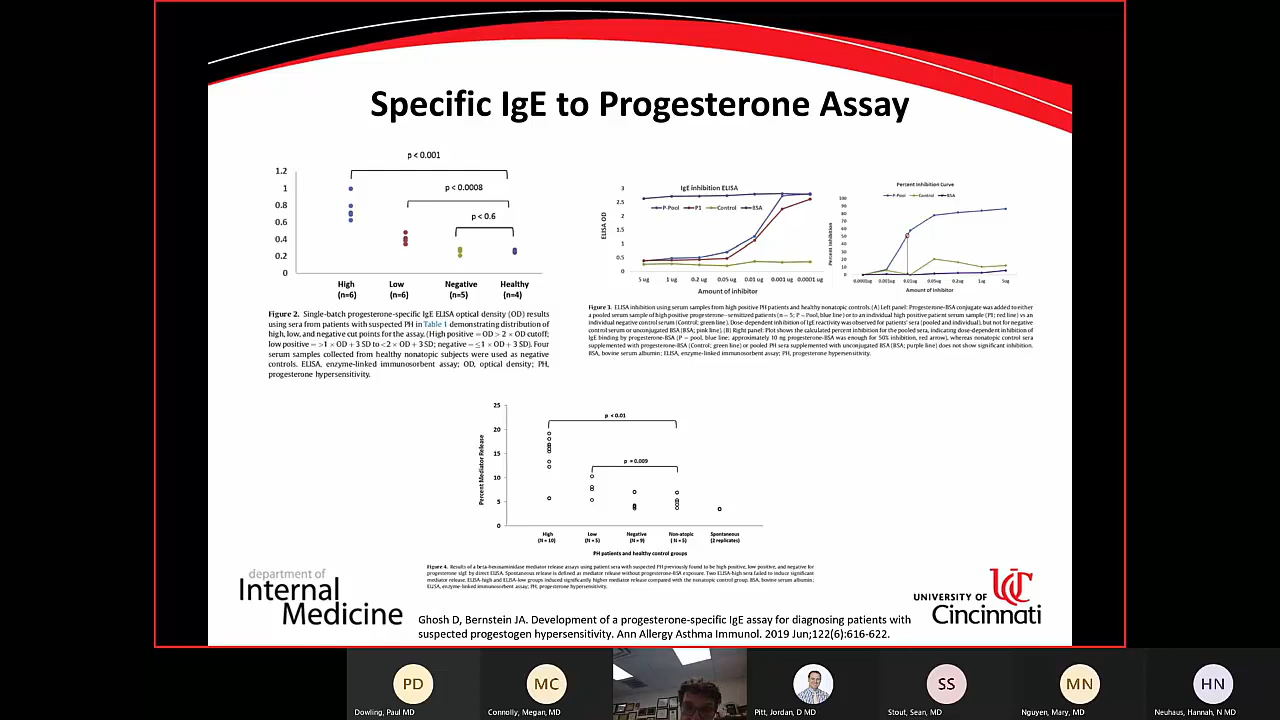 Specific IgE to Progesterone Assay
p < 0.001
p < 0.0008
p < 0.6
1.2
1
0.8
0.6
0.4
0.2
0
High
(n=6)
Low
(n=6)
Negative
(n=5)
Healthy
(n=4)
Figure 2. Single-batch progesterone-specific IgE ELISA optical density (OD) results
using sera from patients with suspected PH in Table 1 demonstrating distribution of
high, low, and negative cut points for the assay. (High positive = OD > 2 × OD cutoff;
low positive = >1 × OD + 3 SD to <2 × OD + 3 SD; negative = ≤1 × OD + 3 SD). Four
serum samples collected from healthy nonatopic subjects were used as negative
controls. ELISA, enzyme-linked immunosorbent assay; OD, optical density; PH,
progesterone hypersensitivity.
IgE inhibition ELISA
P-Pool P1 Control BSA
ELISA OD
3
2.5
2
1.5
1
0.5
0
5 ug 1 ug 0.2 ug 0.05 ug 0.01 ug 0.001 ug 0.0001 ug
Amount of inhibitor
Percent Inhibition Curve
P-Pool Control BSA
Percent Inhibition
100
90
80
70
60
50
40
30
20
10
0
0.0001ug 0.001ug 0.01ug 0.05ug 0.2ug 1ug 5ug
Amount of Inhibitor
Figure 3. ELISA inhibition using serum samples from high positive PH patients and healthy nonatopic controls. (A) Left panel: Progesterone-BSA conjugate was added to either
a pooled serum sample of high positive progesterone-sensitized patients (n = 5; P = Pool, blue line) or to an individual high positive patient serum sample (P1; red line) vs an
individual negative control serum (Control; green line). Dose-dependent inhibition of IgE reactivity was observed for patients' sera (pooled and individual), but not for negative
control serum or unconjugated BSA (BSA; pink line). (B) Right panel: Plot shows the calculated percent inhibition for the pooled sera, indicating dose-dependent inhibition of
IgE binding by progesterone-BSA (P = pool, blue line; approximately 10 ng progesterone-BSA was enough for 50% inhibition, red arrow), whereas nonatopic control sera
supplemented with progesterone-BSA (Control; green line) or pooled PH sera supplemented with unconjugated BSA (BSA; purple line) does not show significant inhibition.
BSA, bovine serum albumin; ELISA, enzyme-linked immunosorbent assay; PH, progesterone hypersensitivity.
Percent Mediator Release
25
20
15
10
5
0
p < 0.01
p = 0.009
High
(N = 10)
Low
(N = 5)
Negative
(N = 9)
Non-atopic
(N = 5)
Spontaneous
(2 replicates)
PH patients and healthy control groups
Figure 4. Results of a beta-hexosaminidase mediator release assays using patient sera with suspected PH previously found to be high positive, low positive, and negative for
progesterone sIgE by direct ELISA. Spontaneous release is defined as mediator release without progesterone-BSA exposure. Two ELISA-high sera failed to induce significant
mediator release. ELISA-high and ELISA-low groups induced significantly higher mediator release compared with the nonatopic control group. BSA, bovine serum albumin;
ELISA, enzyme-linked immunosorbent assay; PH, progesterone hypersensitivity.
department of
Internal
Medicine
Ghosh D, Bernstein JA. Development of a progesterone-specific IgE assay for diagnosing patients with
suspected progestogen hypersensitivity. Ann Allergy Asthma Immunol. 2019 Jun;122(6):616-622.
UC
UNIVERSITY OF
Cincinnati
PD
Dowling, Paul MD
MC
Connolly, Megan, MD
Pitt, Jordan, D MD
SS
Stout, Sean, MD
MN
Nguyen, Mary, MD
HN
Neuhaus, Hannah, N MD